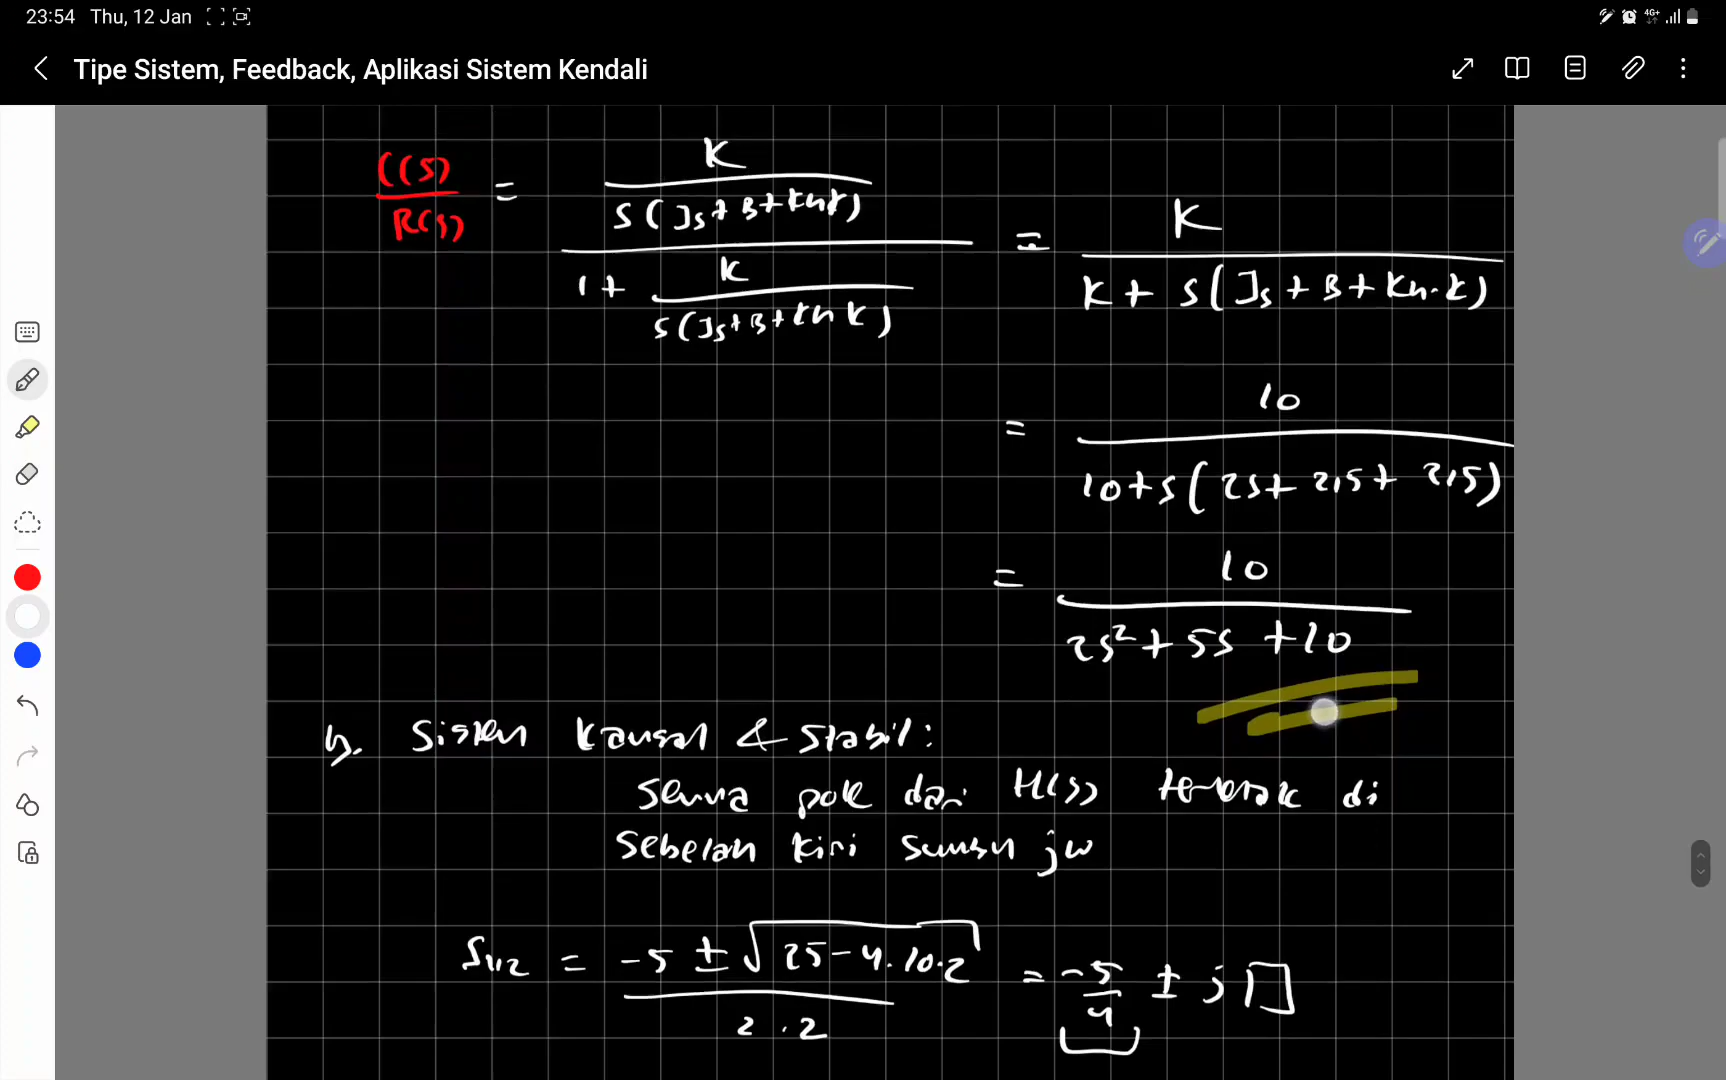 23:54 Thu, 12 Jan 4G+
Tipe Sistem, Feedback, Aplikasi Sistem Kendali
C(s)/R(s) = (K / (s(Js+B+Kh K))) / (1 + K / (s(Js+B+Kh K))) = K / (K + s(Js + B + Kh.K))
= 10 / (10+s(2s+2,5+2,5))
= 10 / (2s²+5s+10)
b. Sistem Kausal & Stabil:
Semua pole dari H(s) terletak di
Sebelah kiri sumbu jw
S1,2 = (-5 ± √(25-4.10.2)) / (2.2) = -5/4 ± j√□